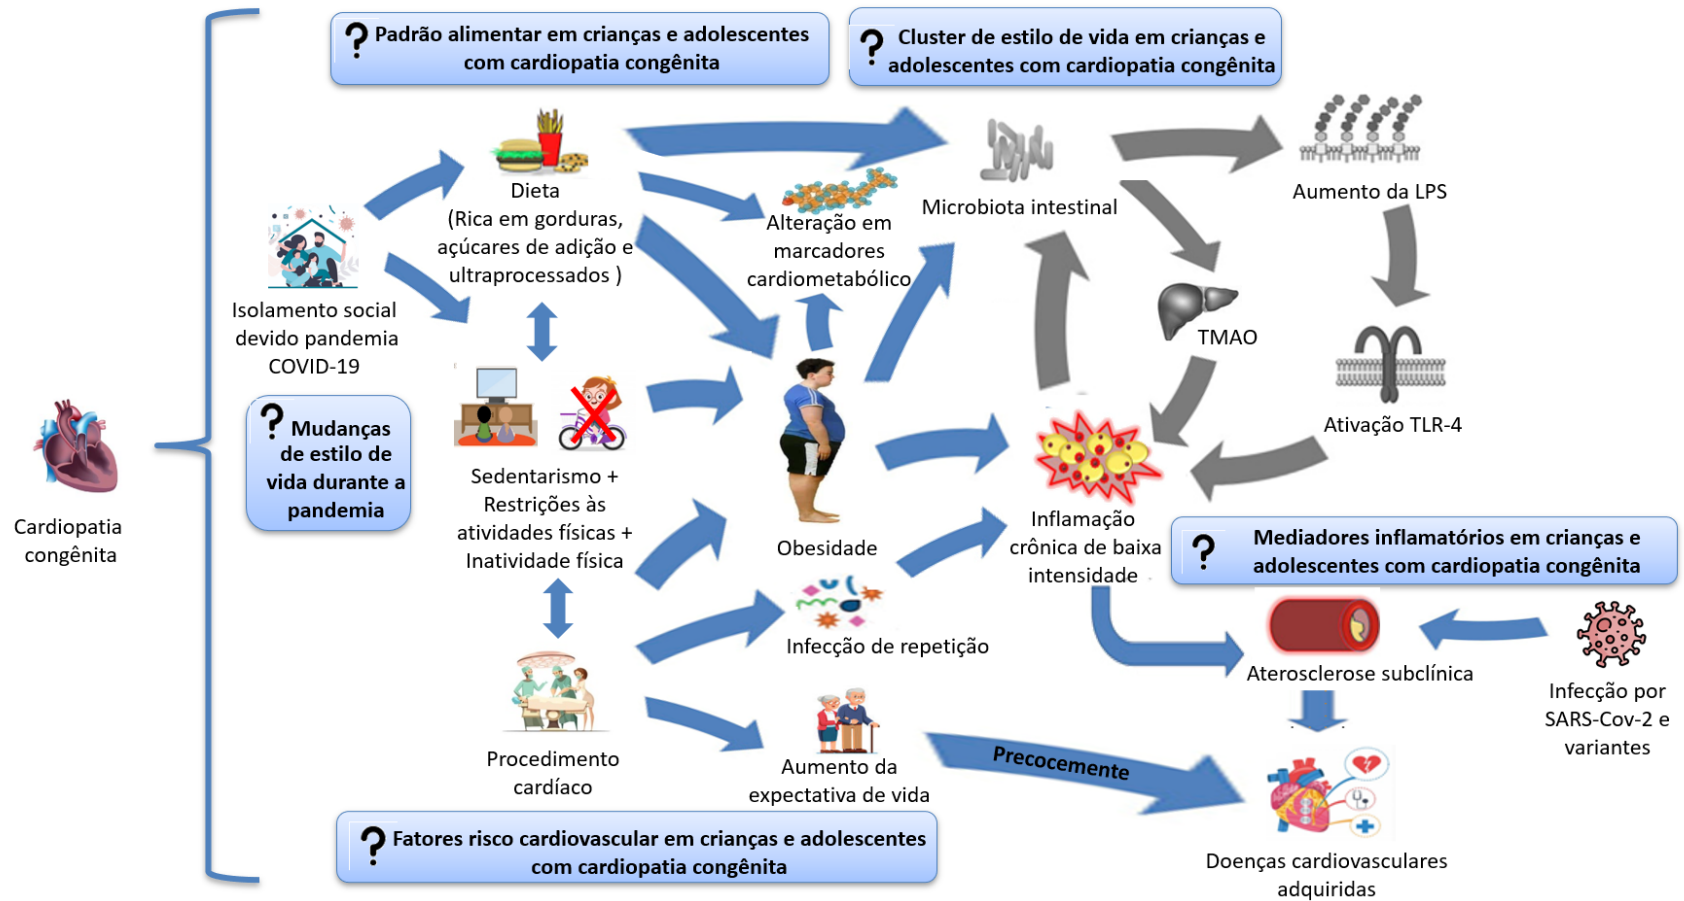 ? Padrão alimentar em crianças e adolescentes
com cardiopatia congênita
? Cluster de estilo de vida em crianças e
adolescentes com cardiopatia congênita
Dieta
(Rica em gorduras,
açúcares de adição e
ultraprocessados )
Alteração em
marcadores
cardiometabólico
Microbiota intestinal
Aumento da LPS
Isolamento social
devido pandemia
COVID-19
TMAO
Ativação TLR-4
? Mudanças
de estilo de
vida durante a
pandemia
Cardiopatia
congênita
Sedentarismo +
Restrições às
atividades físicas +
Inatividade física
Obesidade
Inflamação
crônica de baixa
intensidade
? Mediadores inflamatórios em crianças e
adolescentes com cardiopatia congênita
Infecção de repetição
Aterosclerose subclínica
Infecção por
SARS-Cov-2 e
variantes
Procedimento
cardíaco
Aumento da
expectativa de vida
Precocemente
? Fatores risco cardiovascular em crianças e adolescentes
com cardiopatia congênita
Doenças cardiovasculares
adquiridas